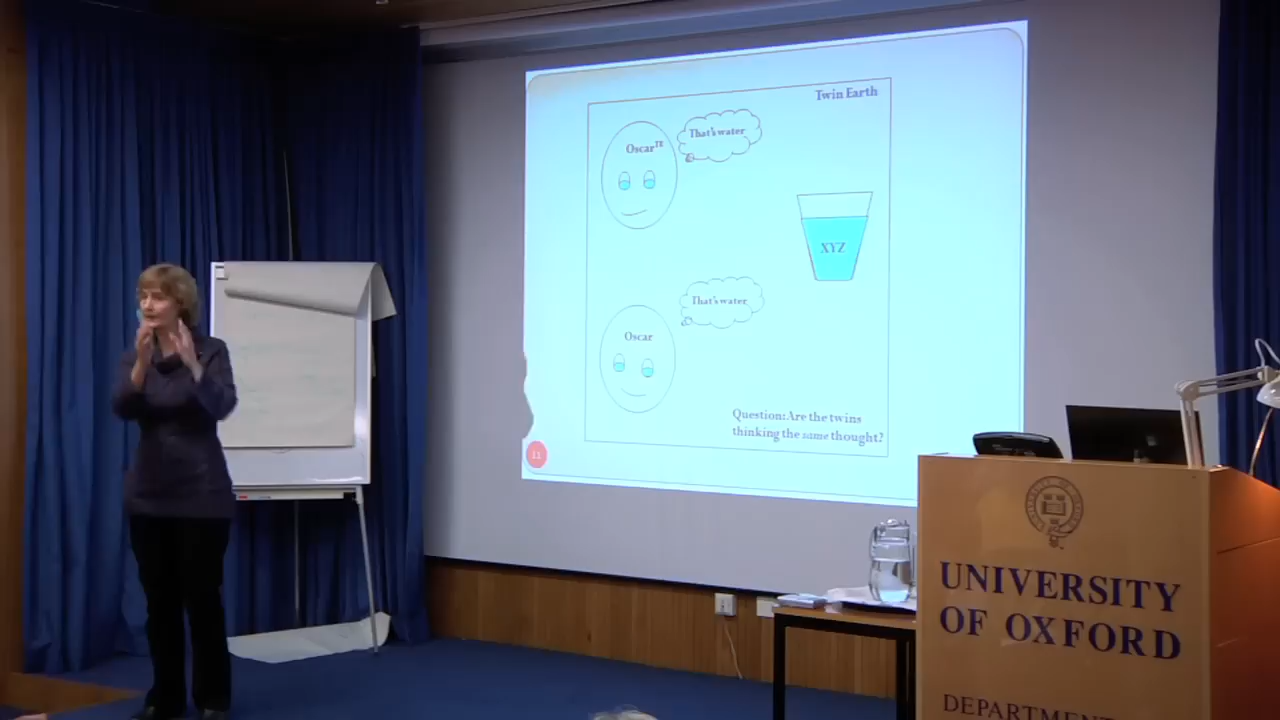 Twin Earth
That's water
Oscar^TE
XYZ
That's water
Oscar
Question: Are the twins
thinking the same thought?
11
UNIVERSITY
OF OXFORD
DEPARTMENT